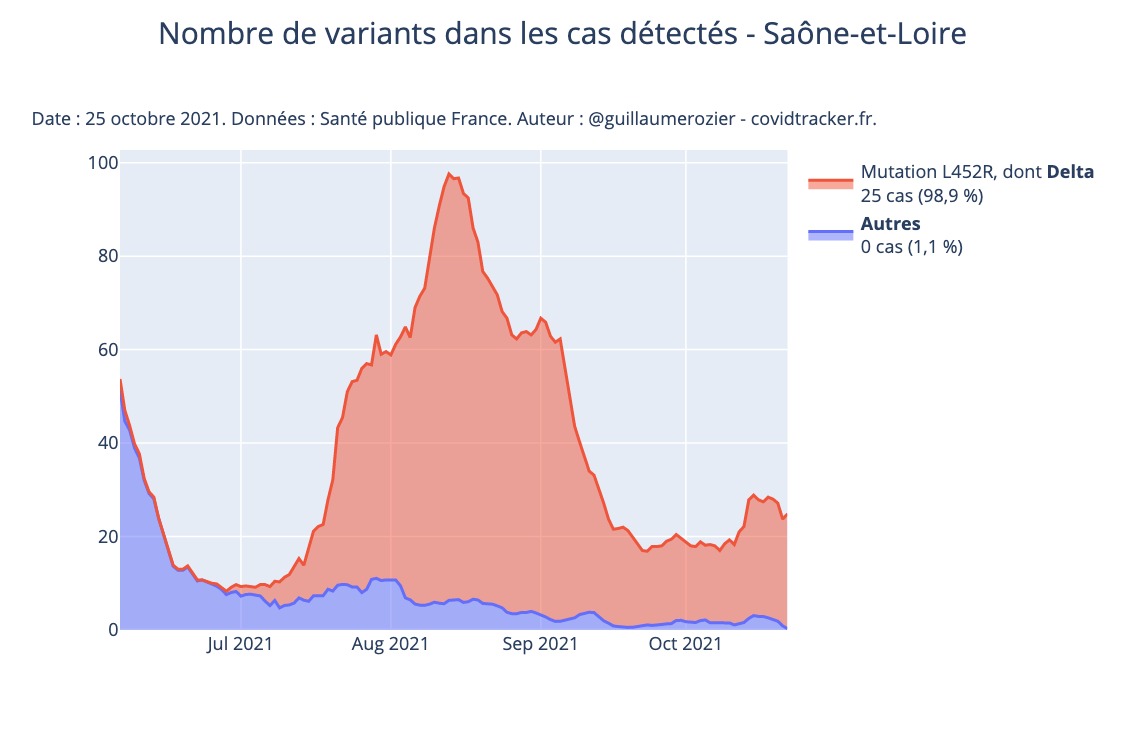 Nombre de variants dans les cas détectés - Saône-et-Loire
Date : 25 octobre 2021. Données : Santé publique France. Auteur : @guillaumerozier - covidtracker.fr.
100
80
60
40
20
0
Jul 2021
Aug 2021
Sep 2021
Oct 2021
Mutation L452R, dont Delta
25 cas (98,9 %)
Autres
0 cas (1,1 %)